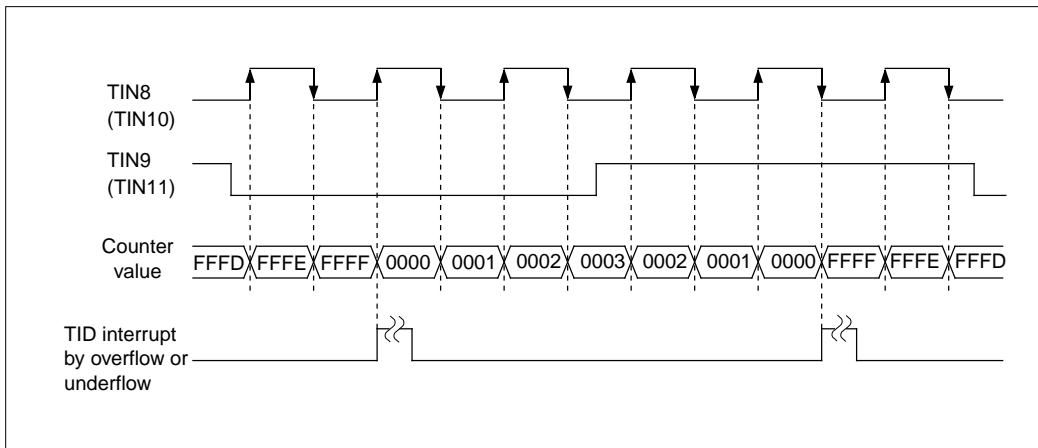 TIN8
(TIN10)
TIN9
(TIN11)
Counter
value
FFFD FFFE FFFF 0000 0001 0002 0003 0002 0001 0000 FFFF FFFE FFFD
TID interrupt
by overflow or
underflow